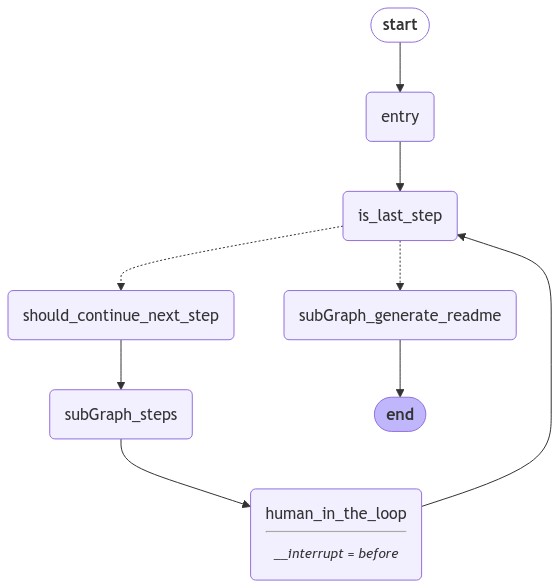 start
entry
is_last_step
should_continue_next_step
subGraph_generate_readme
subGraph_steps
end
human_in_the_loop
__interrupt = before